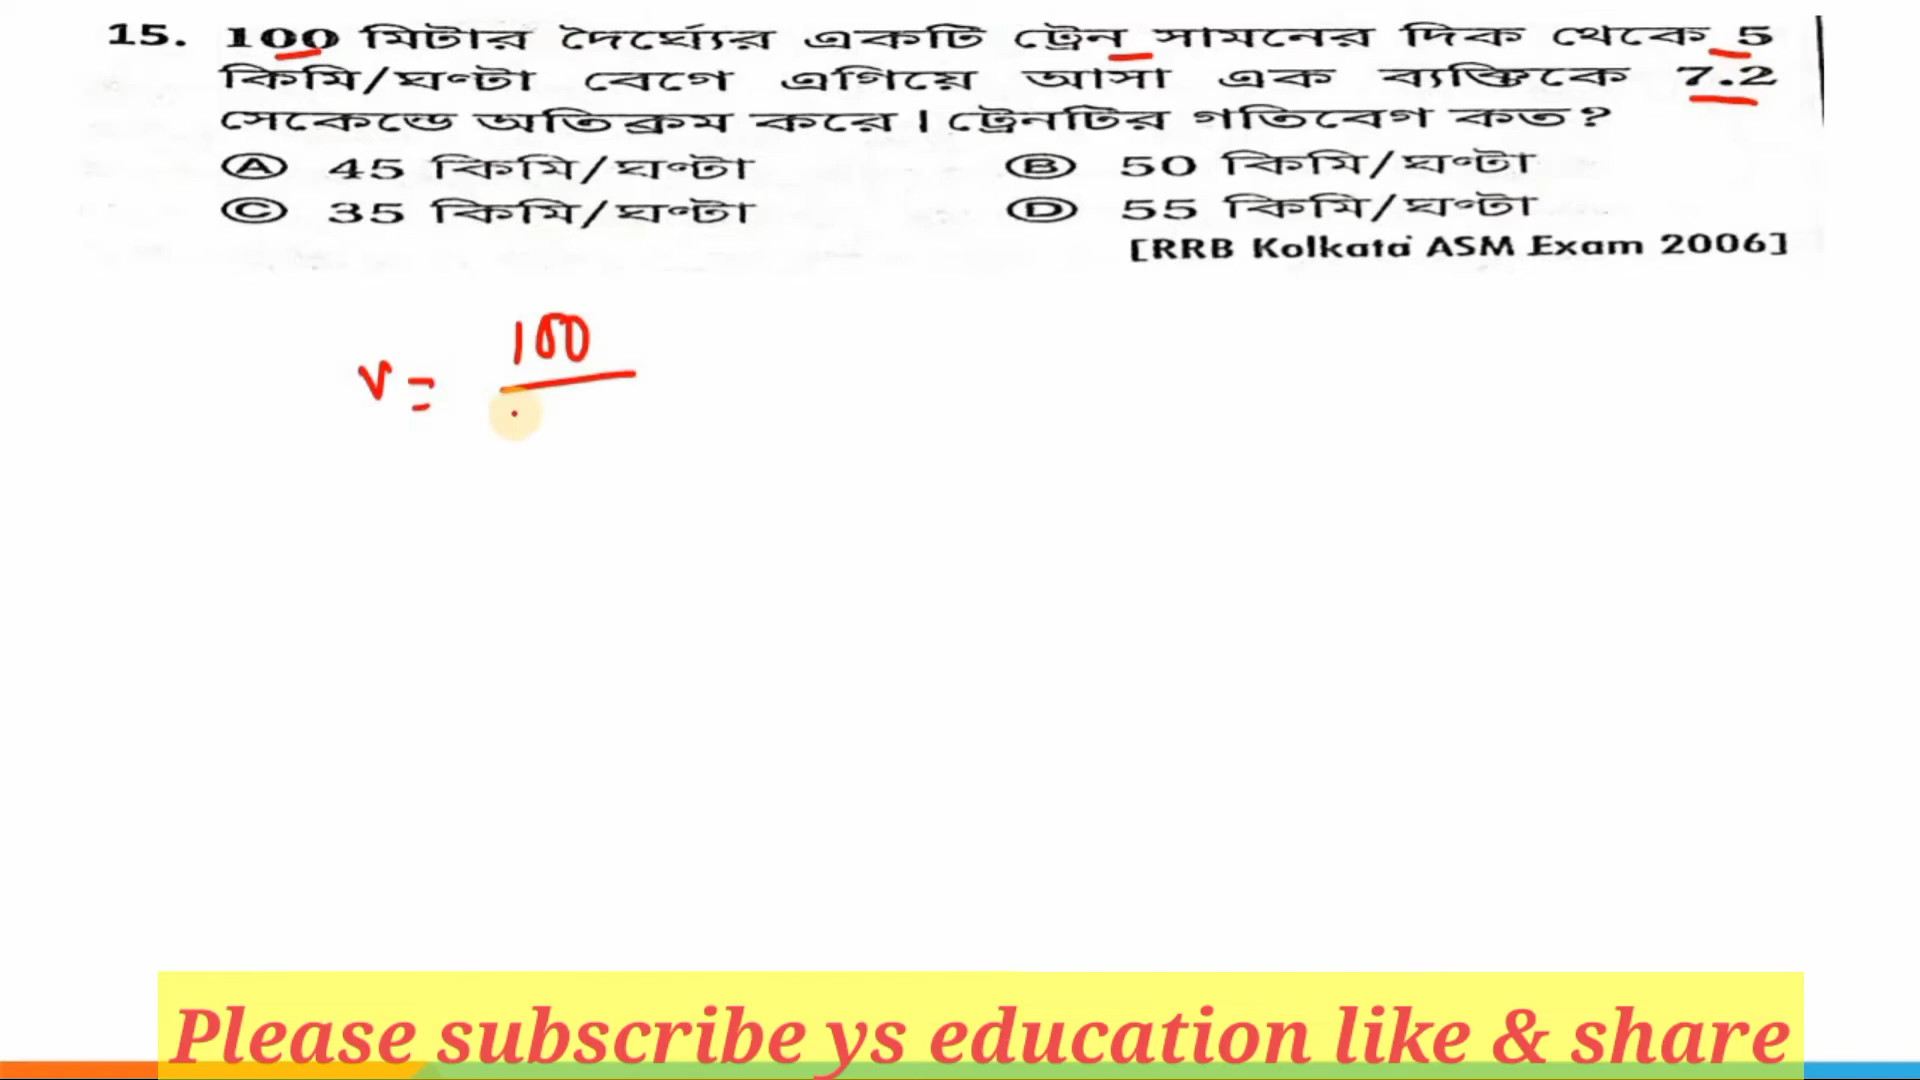 15. 100 মিটার দৈর্ঘ্যের একটি ট্রেন সামনের দিক থেকে 5
কিমি/ঘণ্টা বেগে এগিয়ে আসা এক ব্যক্তিকে 7.2
সেকেন্ডে অতিক্রম করে। ট্রেনটির গতিবেগ কত?
Ⓐ 45 কিমি/ঘণ্টা Ⓑ 50 কিমি/ঘণ্টা
Ⓒ 35 কিমি/ঘণ্টা Ⓓ 55 কিমি/ঘণ্টা
[RRB Kolkata ASM Exam 2006]
100
v =
Please subscribe ys education like & share